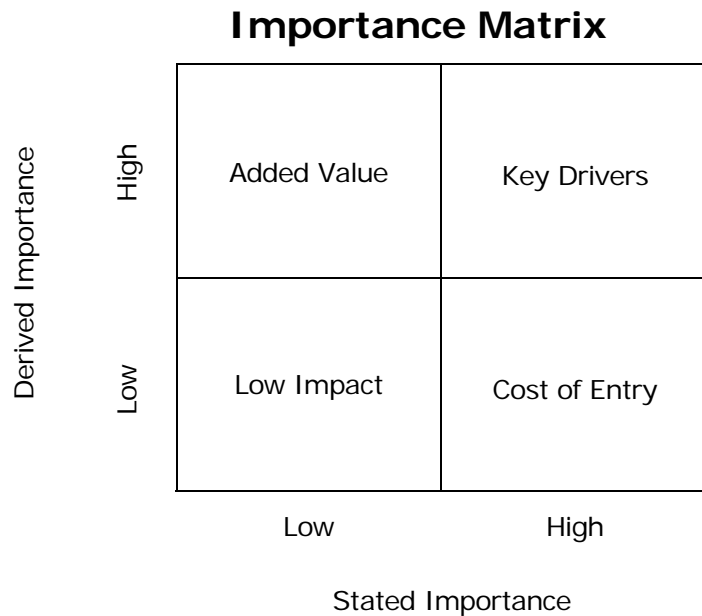 Importance Matrix
Derived Importance
High
Added Value
Key Drivers
Low
Low Impact
Cost of Entry
Low
High
Stated Importance